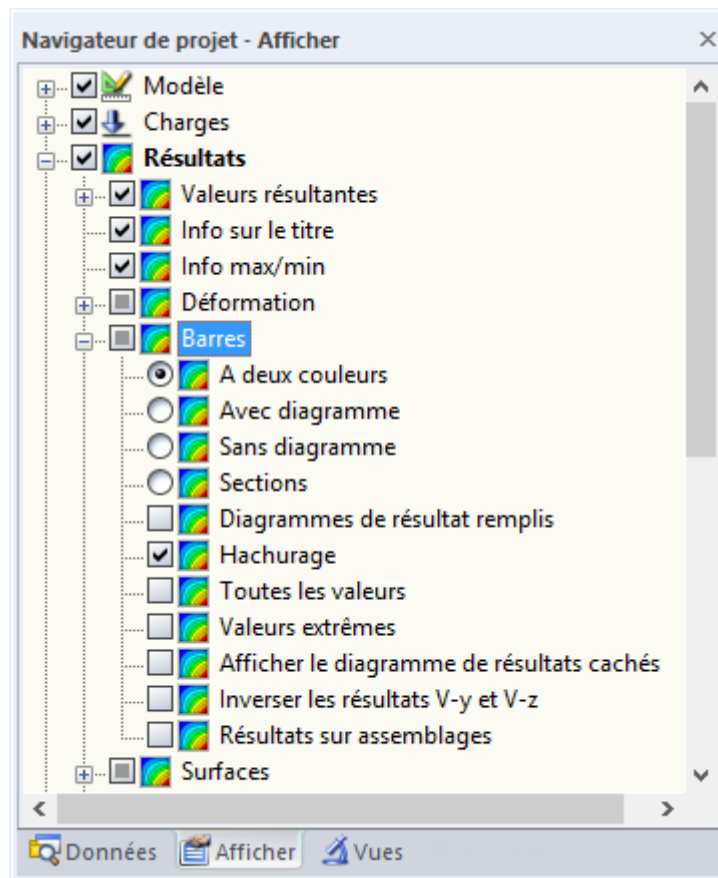 Navigateur de projet - Afficher
Modèle
Charges
Résultats
Valeurs résultantes
Info sur le titre
Info max/min
Déformation
Barres
A deux couleurs
Avec diagramme
Sans diagramme
Sections
Diagrammes de résultat remplis
Hachurage
Toutes les valeurs
Valeurs extrêmes
Afficher le diagramme de résultats cachés
Inverser les résultats V-y et V-z
Résultats sur assemblages
Surfaces
Données Afficher Vues